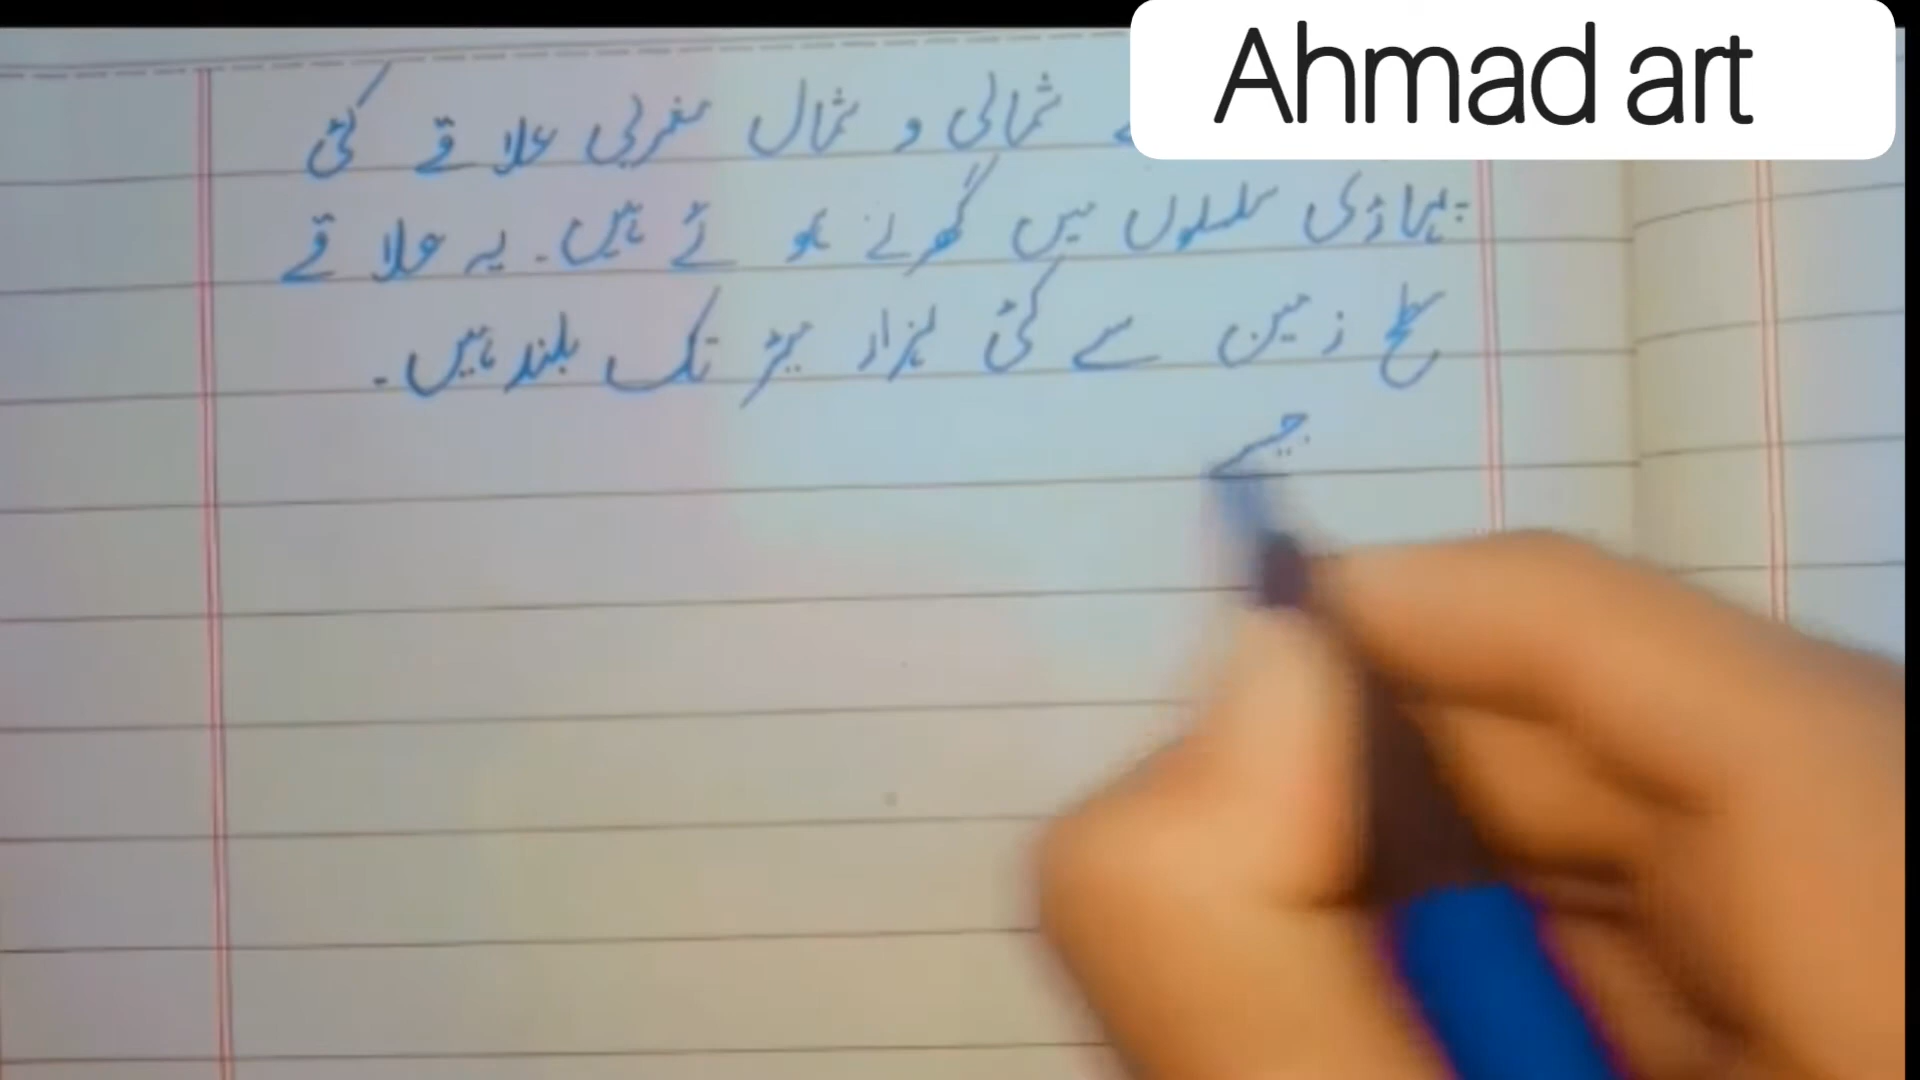 Ahmad art
شمالی و شمال مغربی علاقے کئی
پہاڑی سلسلوں میں گھرے ہوئے ہیں۔ یہ علاقے
سطح زمین سے کئی ہزار میٹر تک بلند ہیں۔
جیسے